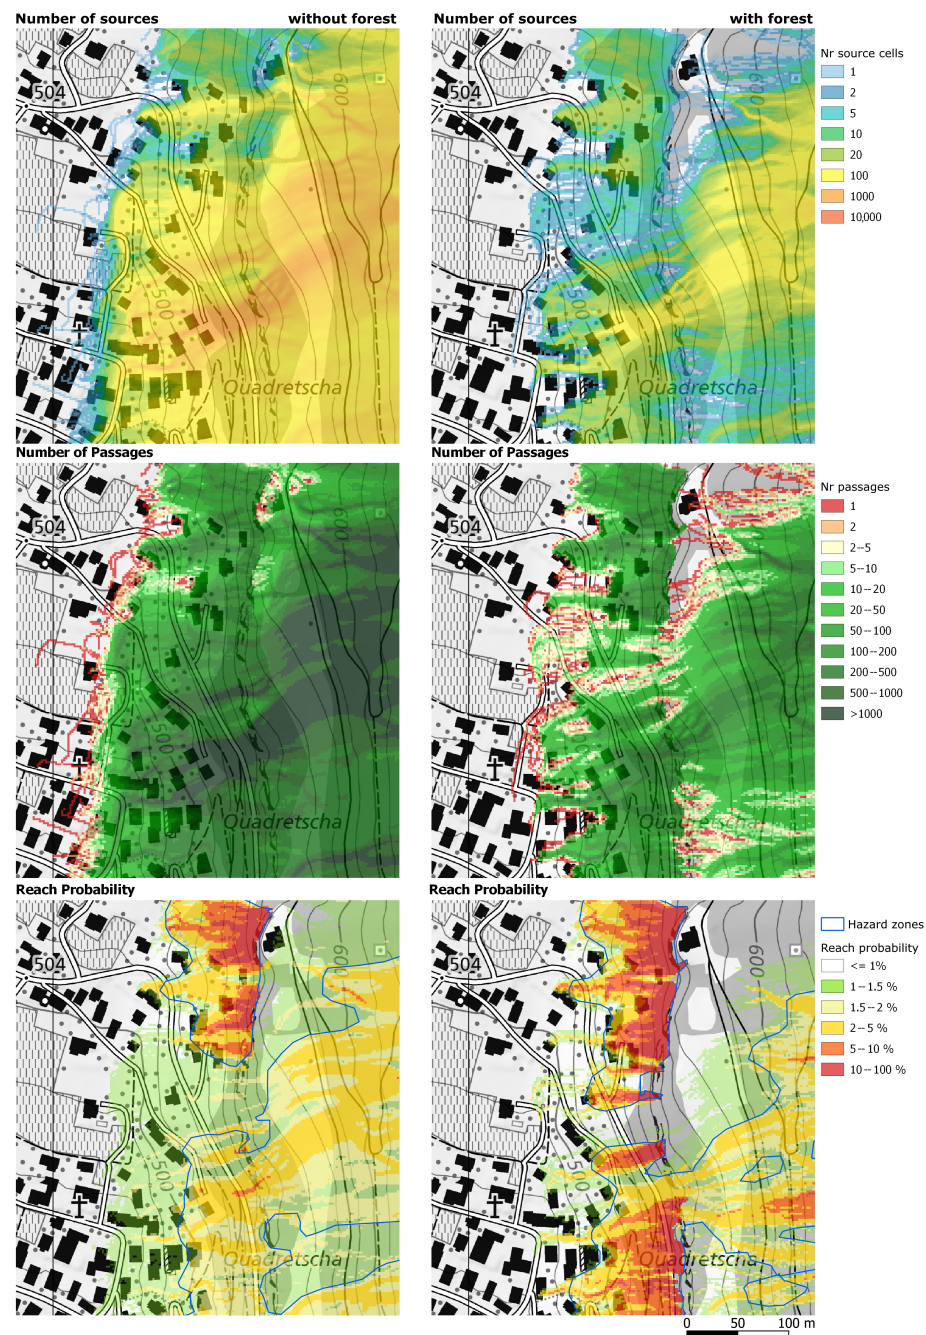 Number of sources without forest
Number of sources with forest
504
600
500
Quadretscha
600
500
Quadretscha
Nr source cells
1
2
5
10
20
100
1000
10,000
Number of Passages
Number of Passages
504
600
500
Quadretscha
600
500
Quadretscha
Nr passages
1
2
2--5
5--10
10--20
20--50
50--100
100--200
200--500
500--1000
>1000
Reach Probability
Reach Probability
504
600
500
Quadretscha
600
500
Quadretscha
Hazard zones
Reach probability
<= 1%
1--1.5 %
1.5--2 %
2--5 %
5--10 %
10--100 %
0 50 100 m